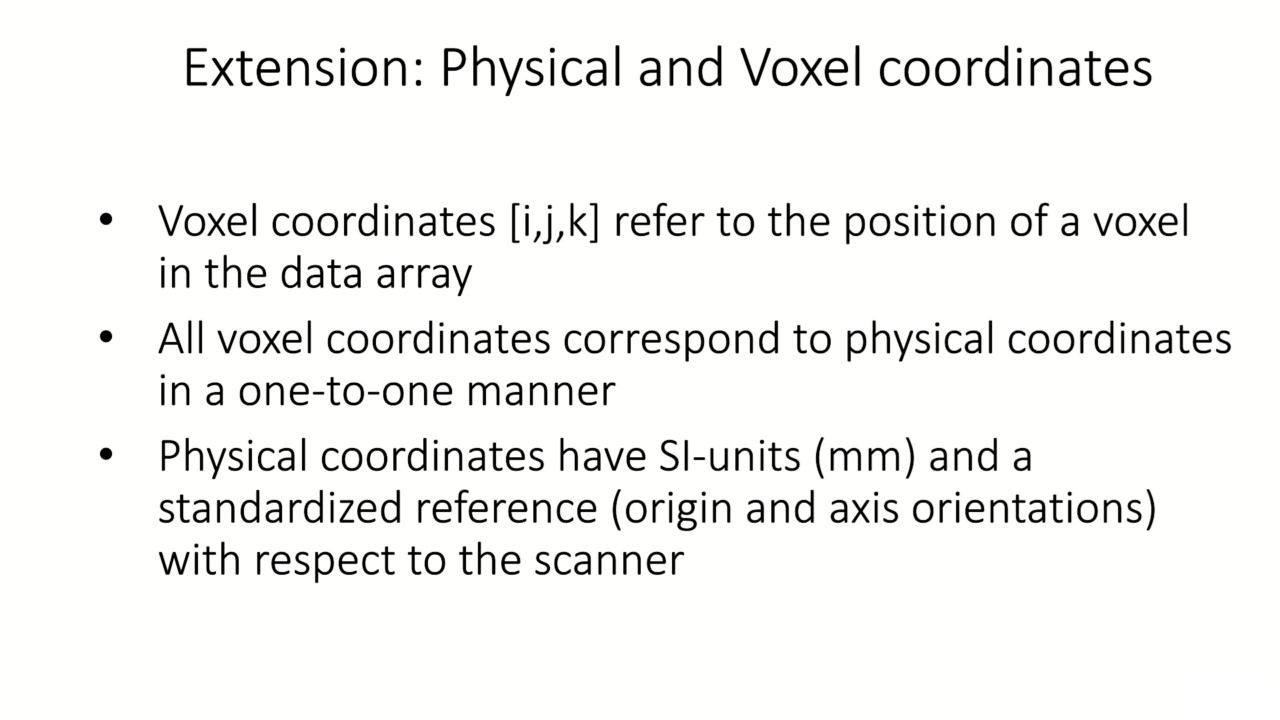 Extension: Physical and Voxel coordinates
• Voxel coordinates [i,j,k] refer to the position of a voxel
in the data array
• All voxel coordinates correspond to physical coordinates
in a one-to-one manner
• Physical coordinates have SI-units (mm) and a
standardized reference (origin and axis orientations)
with respect to the scanner